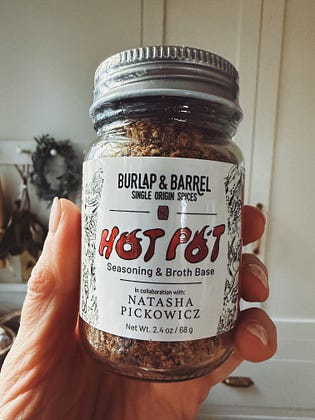 BURLAP & BARREL
SINGLE ORIGIN SPICES
HOT POT
Seasoning & Broth Base
In collaboration with:
NATASHA
PICKOWICZ
Net Wt. 2.4 oz / 68 g